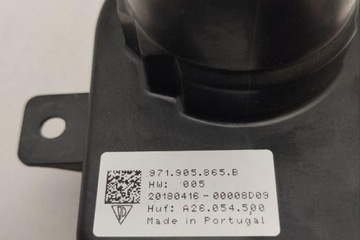 971.905.865.B
HW: 005
20180416-00008D09
Huf: A26.054.500
Made in Portugal